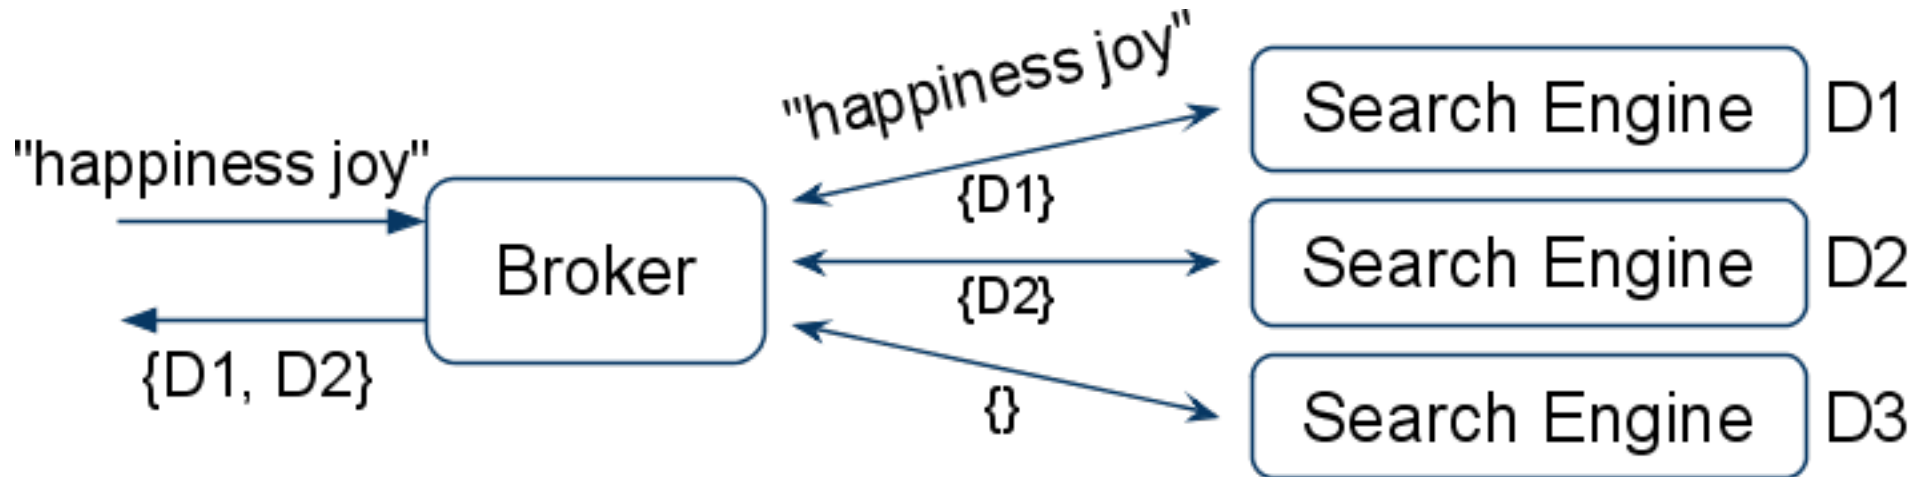 "happiness joy"
Broker
{D1, D2}
"happiness joy"
{D1}
{D2}
{}
Search Engine D1
Search Engine D2
Search Engine D3